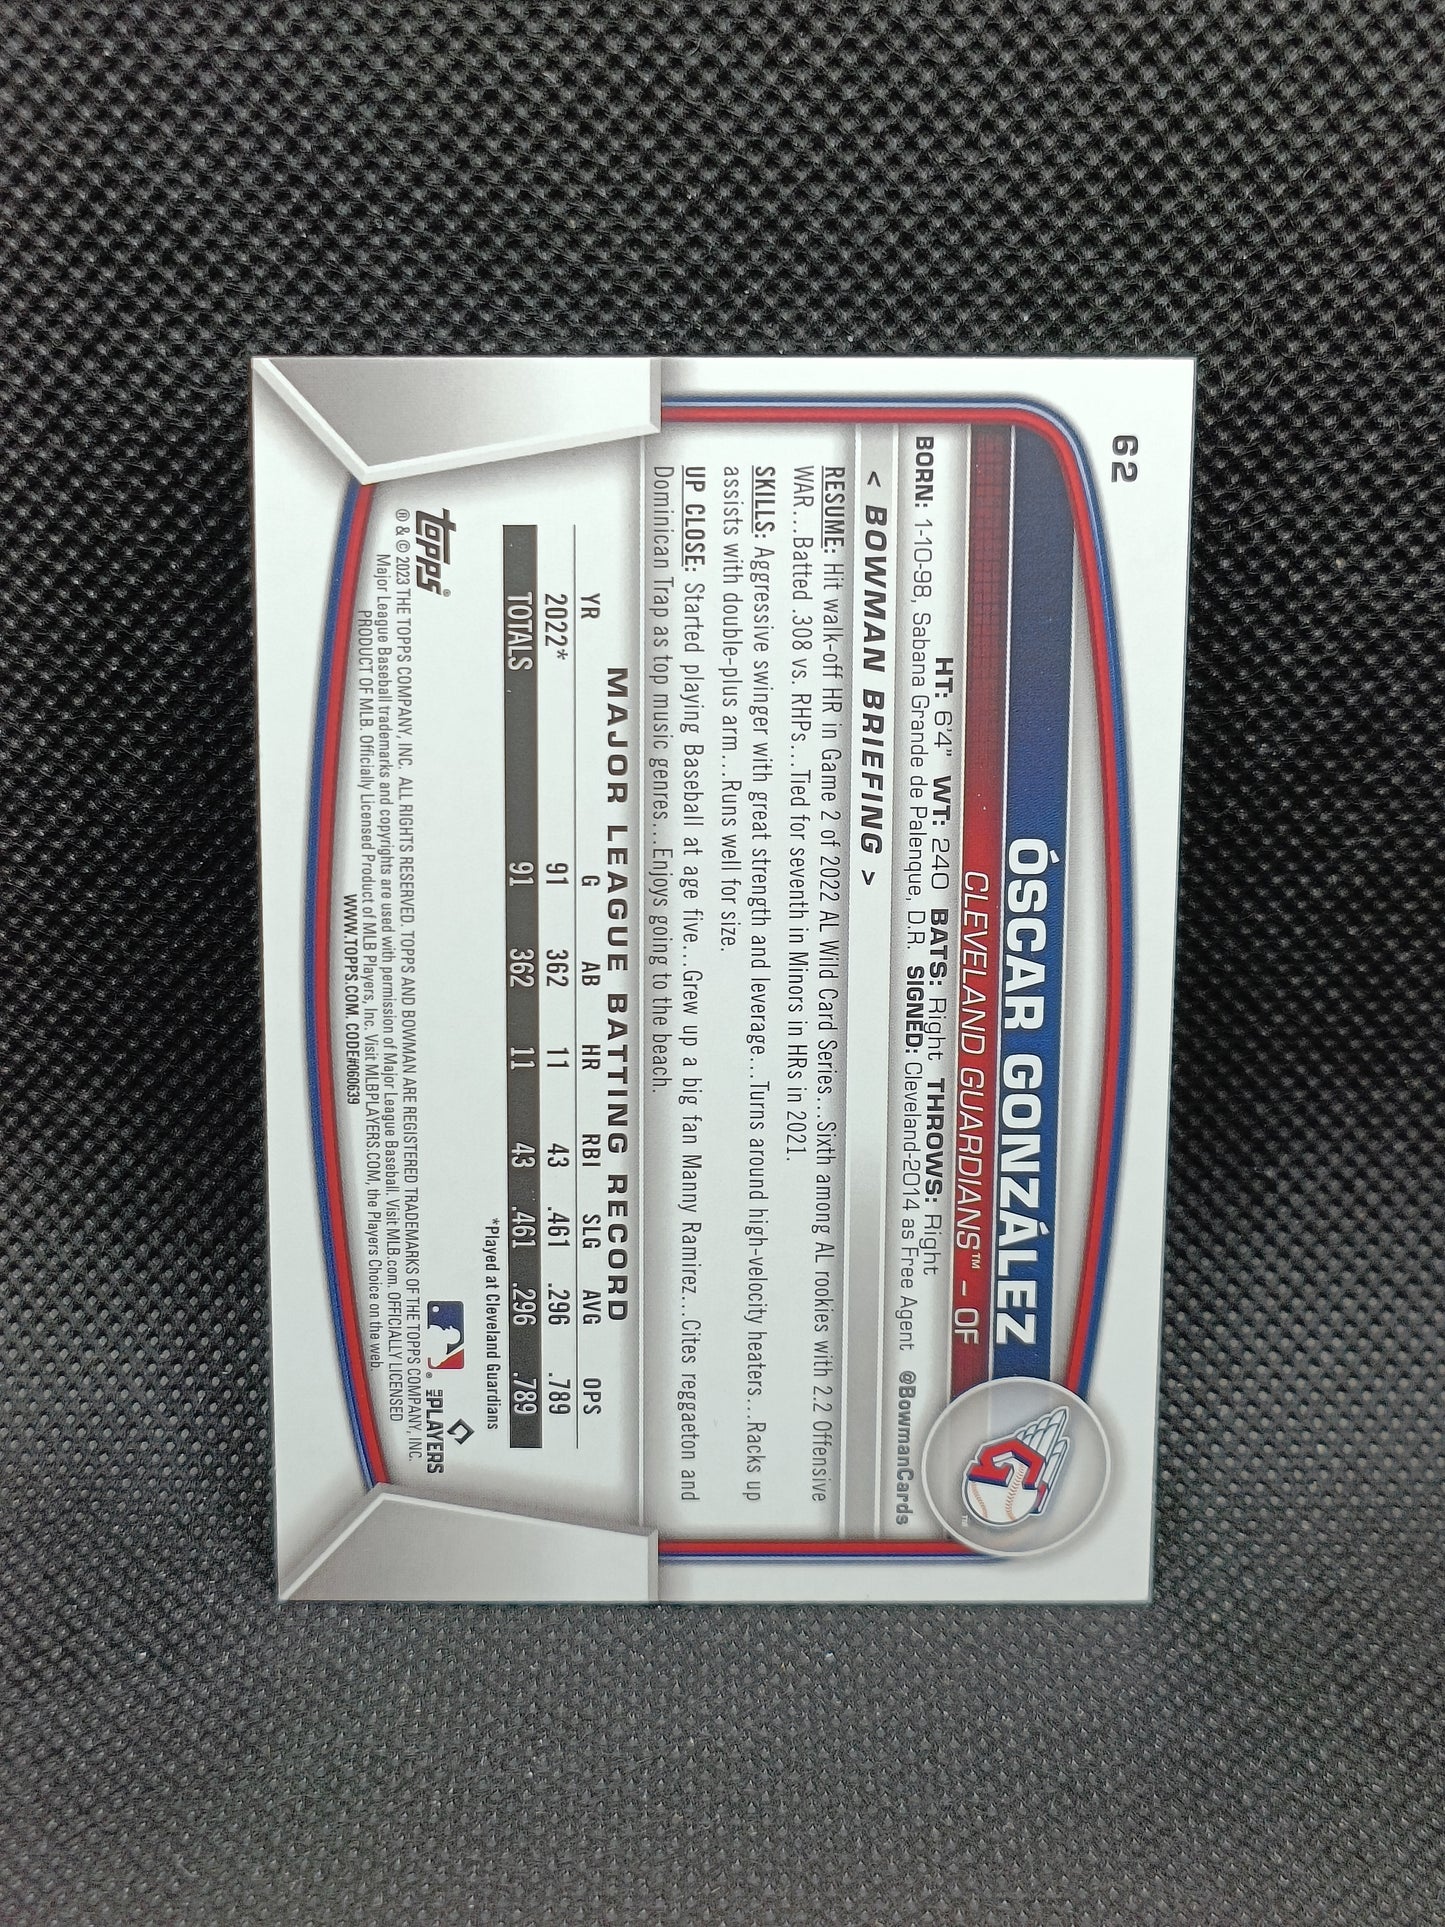 62
ÓSCAR GONZÁLEZ
CLEVELAND GUARDIANS™ - OF
HT: 6'4" WT: 240 BATS: Right THROWS: Right
BORN: 1-10-98, Sabana Grande de Palenque, D.R. SIGNED: Cleveland-2014 as Free Agent @BowmanCards
< BOWMAN BRIEFING >
RESUME: Hit walk-off HR in Game 2 of 2022 AL Wild Card Series...Sixth among AL rookies with 2.2 Offensive
WAR...Batted .308 vs. RHPs...Tied for seventh in Minors in HRs in 2021.
SKILLS: Aggressive swinger with great strength and leverage...Turns around high-velocity heaters...Racks up
assists with double-plus arm...Runs well for size.
UP CLOSE: Started playing Baseball at age five...Grew up a big fan Manny Ramirez...Cites reggaeton and
Dominican Trap as top music genres...Enjoys going to the beach.
MAJOR LEAGUE BATTING RECORD
YR G AB HR RBI SLG AVG OPS
2022* 91 362 11 43 .461 .296 .789
TOTALS 91 362 11 43 .461 .296 .789
*Played at Cleveland Guardians
topps®
MLB PLAYERS
® & © 2023 THE TOPPS COMPANY, INC. ALL RIGHTS RESERVED. TOPPS AND BOWMAN ARE REGISTERED TRADEMARKS OF THE TOPPS COMPANY, INC.
Major League Baseball trademarks and copyrights are used with permission of Major League Baseball. Visit MLB.com. OFFICIALLY LICENSED
PRODUCT OF MLB. Officially Licensed Product of MLB Players, Inc. Visit MLBPLAYERS.COM, the Players Choice on the web.
WWW.TOPPS.COM CODE#060639